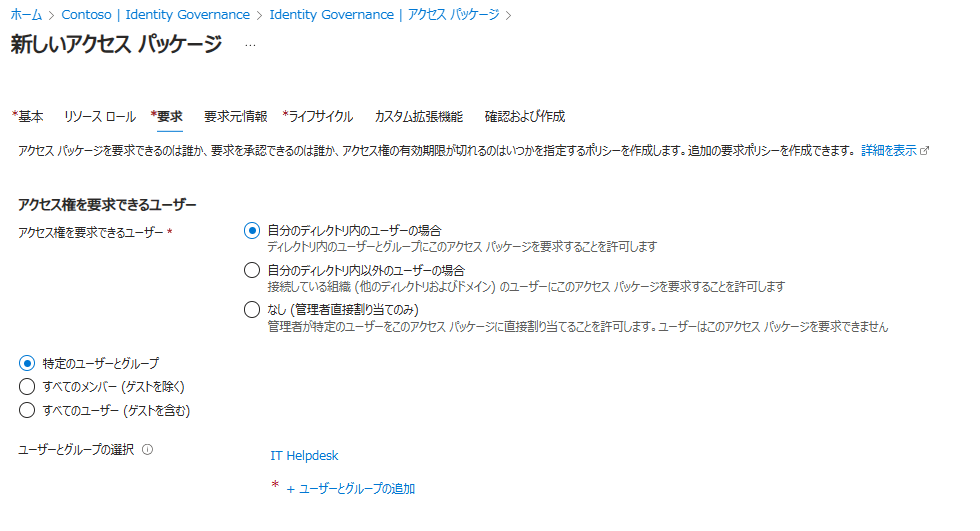 ホーム > Contoso | Identity Governance > Identity Governance | アクセス パッケージ >
新しいアクセス パッケージ ...
*基本 リソース ロール *要求 要求元情報 *ライフサイクル カスタム拡張機能 確認および作成
アクセス パッケージを要求できるのは誰か、要求を承認できるのは誰か、アクセス権の有効期限が切れるのはいつかを指定するポリシーを作成します。追加の要求ポリシーを作成できます。 詳細を表示
アクセス権を要求できるユーザー
アクセス権を要求できるユーザー * 自分のディレクトリ内のユーザーの場合
ディレクトリ内のユーザーとグループにこのアクセス パッケージを要求することを許可します
自分のディレクトリ内以外のユーザーの場合
接続している組織 (他のディレクトリおよびドメイン) のユーザーにこのアクセス パッケージを要求することを許可します
なし (管理者直接割り当てのみ)
管理者が特定のユーザーをこのアクセス パッケージに直接割り当てることを許可します。ユーザーはこのアクセス パッケージを要求できません
特定のユーザーとグループ
すべてのメンバー (ゲストを除く)
すべてのユーザー (ゲストを含む)
ユーザーとグループの選択
IT Helpdesk
* + ユーザーとグループの追加